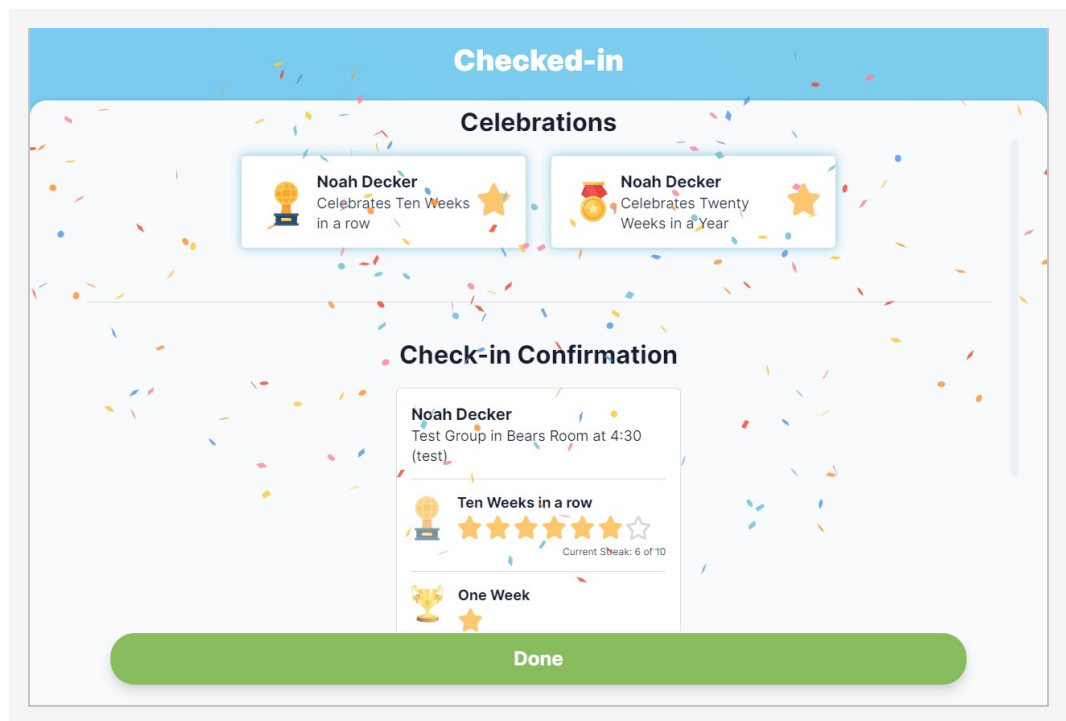 Checked-in
Celebrations
Noah Decker
Celebrates Ten Weeks
in a row
Noah Decker
Celebrates Twenty
Weeks in a Year
Check-in Confirmation
Noah Decker
Test Group in Bears Room at 4:30
(test)
Ten Weeks in a row
Current Streak: 6 of 10
One Week
Done